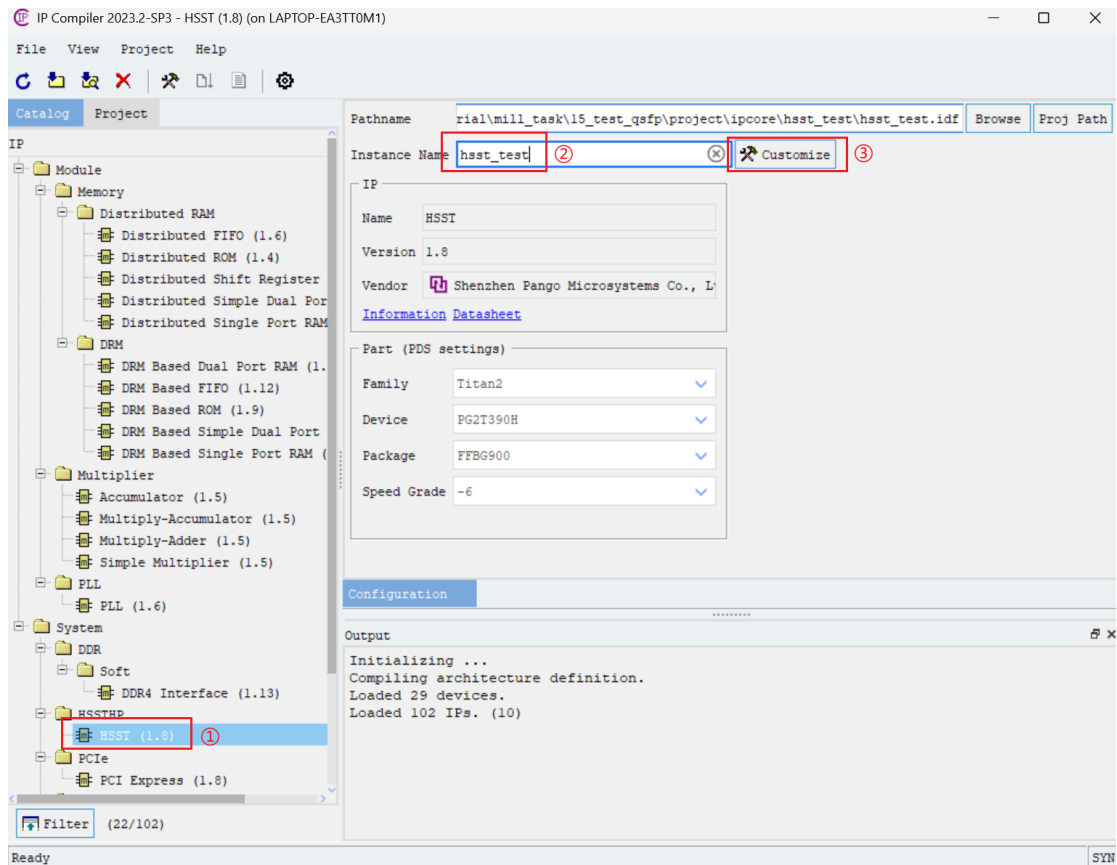 IP Compiler 2023.2-SP3 - HSST (1.8) (on LAPTOP-EA3TT0M1)
File View Project Help
Catalog Project
IP
Module
Memory
Distributed RAM
Distributed FIFO (1.6)
Distributed ROM (1.4)
Distributed Shift Register
Distributed Simple Dual Por
Distributed Single Port RAM
DRM
DRM Based Dual Port RAM (1.
DRM Based FIFO (1.12)
DRM Based ROM (1.9)
DRM Based Simple Dual Port
DRM Based Single Port RAM (
Multiplier
Accumulator (1.5)
Multiply-Accumulator (1.5)
Multiply-Adder (1.5)
Simple Multiplier (1.5)
PLL
PLL (1.6)
System
DDR
Soft
DDR4 Interface (1.13)
HSSTHP
HSST (1.8) ①
PCIe
PCI Express (1.8)
Filter (22/102)
Pathname rial\mill_task\15_test_qsfp\project\ipcore\hsst_test\hsst_test.idf Browse Proj Path
Instance Name hsst_test ② Customize ③
IP
Name HSST
Version 1.8
Vendor Shenzhen Pango Microsystems Co., L
Information Datasheet
Part (PDS settings)
Family Titan2
Device PG2T390H
Package FFBG900
Speed Grade -6
Configuration
Output
Initializing ...
Compiling architecture definition.
Loaded 29 devices.
Loaded 102 IPs. (10)
Ready SYN